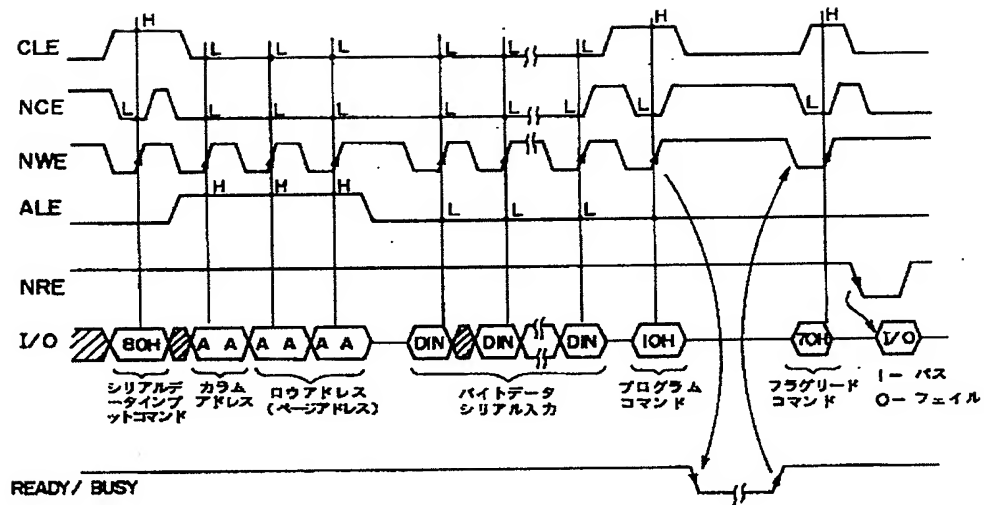 CLE H L L L L L L H H
NCE L L L L L L L L L
NWE
ALE H H H L L L
NRE
I/O 80H A A A A A A DIN DIN DIN 10H 70H I/O
シリアルデ
ータインプ
ットコマンド
カラム
アドレス
ロウアドレス
(ページアドレス)
バイトデータ
シリアル入力
プログラム
コマンド
フラグリード
コマンド
1ー パス
0ー フェイル
READY/ BUSY